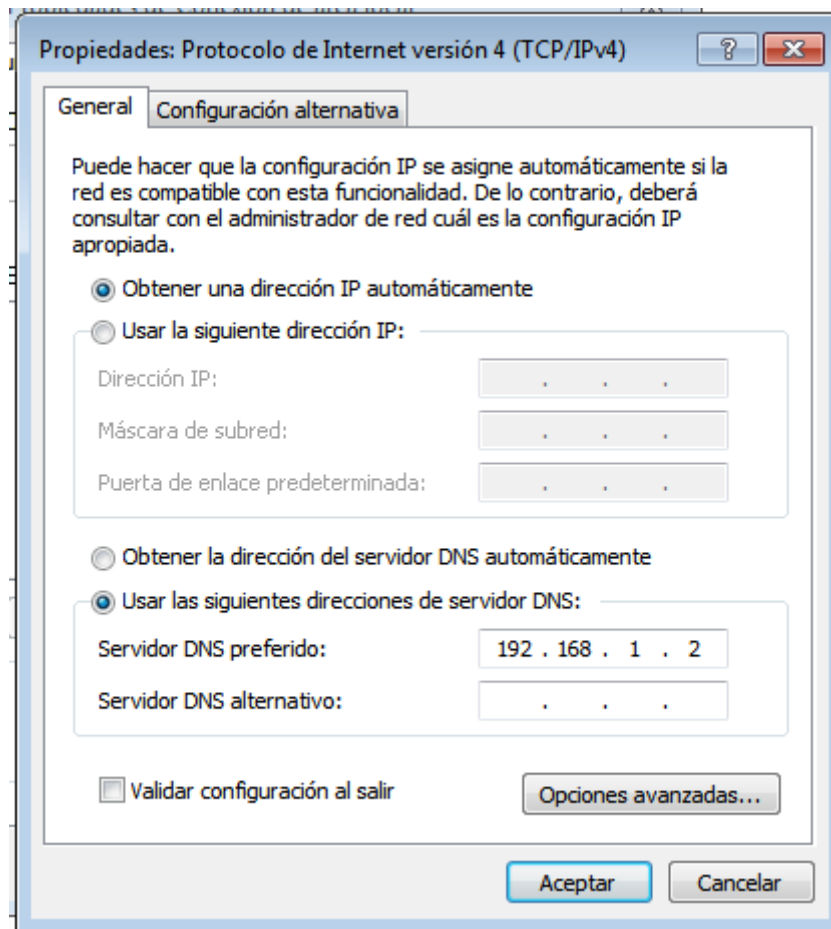 Propiedades: Protocolo de Internet versión 4 (TCP/IPv4)
General
Configuración alternativa
Puede hacer que la configuración IP se asigne automáticamente si la
red es compatible con esta funcionalidad. De lo contrario, deberá
consultar con el administrador de red cuál es la configuración IP
apropiada.
Obtener una dirección IP automáticamente
Usar la siguiente dirección IP:
Dirección IP:
Máscara de subred:
Puerta de enlace predeterminada:
Obtener la dirección del servidor DNS automáticamente
Usar las siguientes direcciones de servidor DNS:
Servidor DNS preferido: 192 . 168 . 1 . 2
Servidor DNS alternativo: . . .
Validar configuración al salir
Opciones avanzadas...
Aceptar
Cancelar